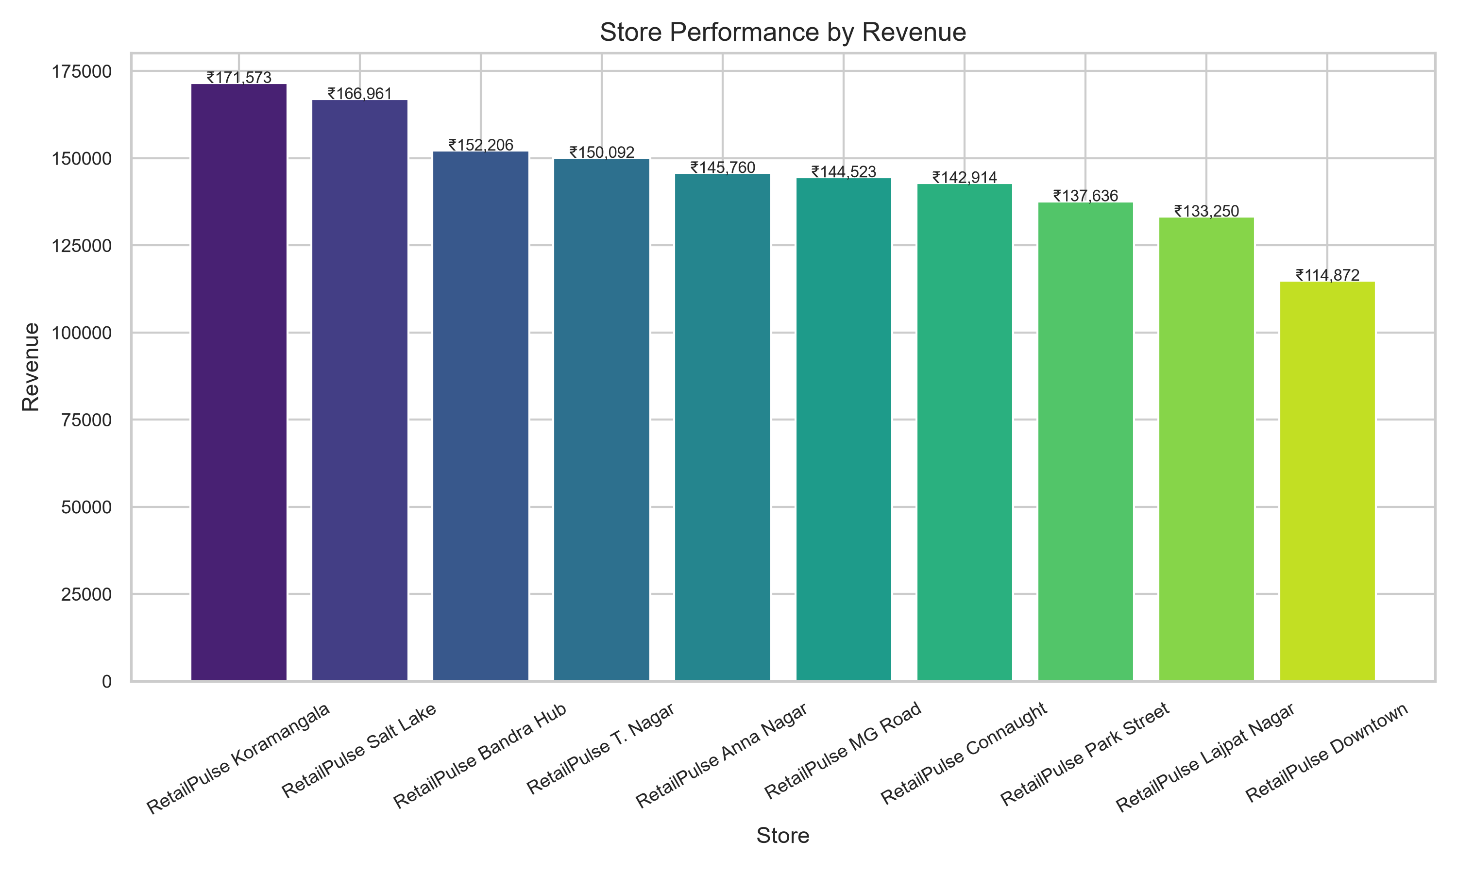 Store Performance by Revenue
175000
150000
125000
100000
75000
50000
25000
0
Revenue
₹171,573
₹166,961
₹152,206
₹150,092
₹145,760
₹144,523
₹142,914
₹137,636
₹133,250
₹114,872
RetailPulse Koramangala
RetailPulse Salt Lake
RetailPulse Bandra Hub
RetailPulse T. Nagar
RetailPulse Anna Nagar
RetailPulse MG Road
RetailPulse Connaught
RetailPulse Park Street
RetailPulse Lajpat Nagar
RetailPulse Downtown
Store